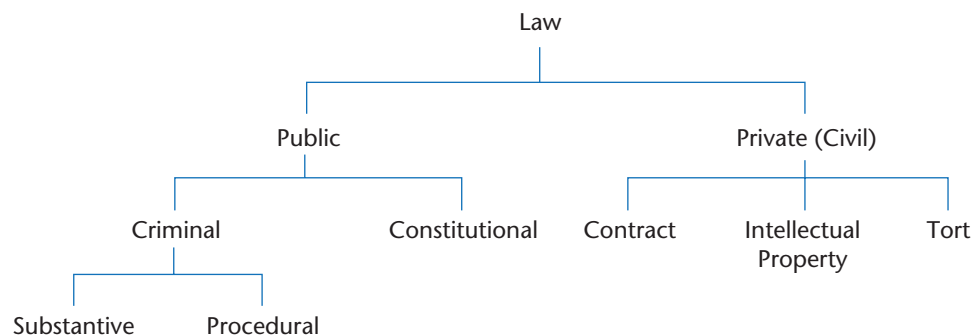 Law
Public
Private (Civil)
Criminal
Constitutional
Contract
Intellectual
Property
Tort
Substantive
Procedural